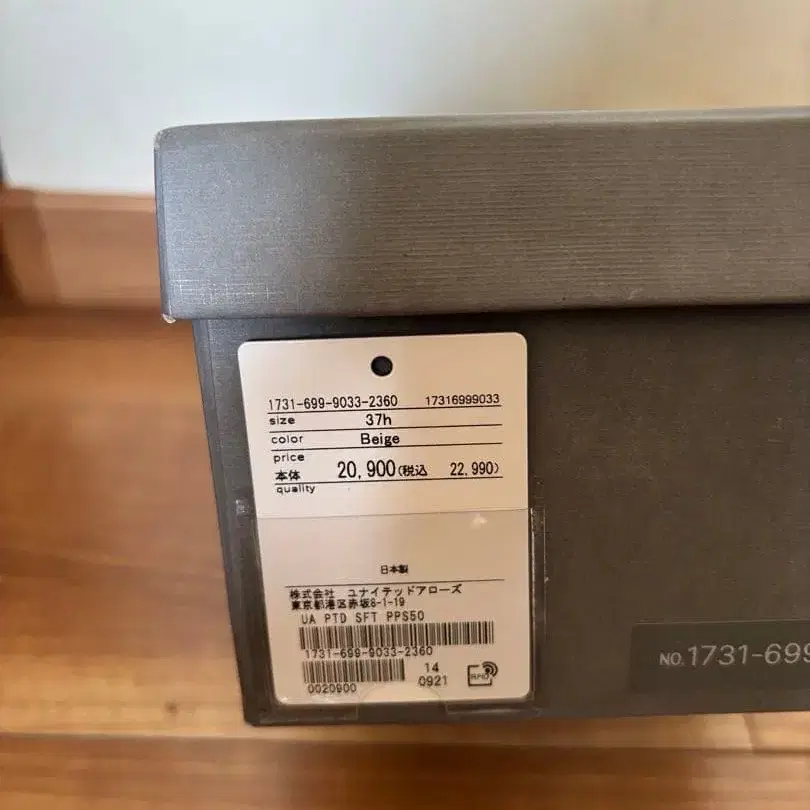 1731-699-9033-2360 17316999033
size 37h
color Beige
price
本体 20,900(税込 22,990)
quality
日本製
株式会社 ユナイテッドアローズ
東京都港区赤坂8-1-19
UA PTD SFT PPS50
1731-699-9033-2360
14
0020900 0921
RFID
NO.1731-699